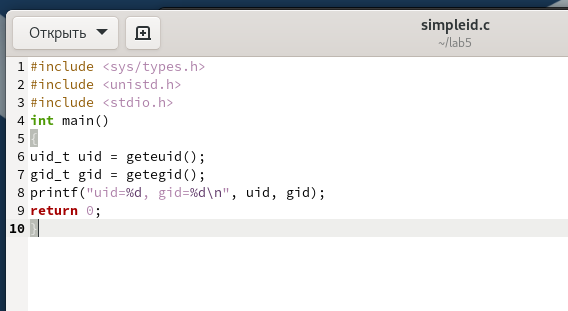 Открыть
simpleid.c
~/lab5
1 #include <sys/types.h>
2 #include <unistd.h>
3 #include <stdio.h>
4 int main()
5 {
6 uid_t uid = geteuid();
7 gid_t gid = getegid();
8 printf("uid=%d, gid=%d\n", uid, gid);
9 return 0;
10 }